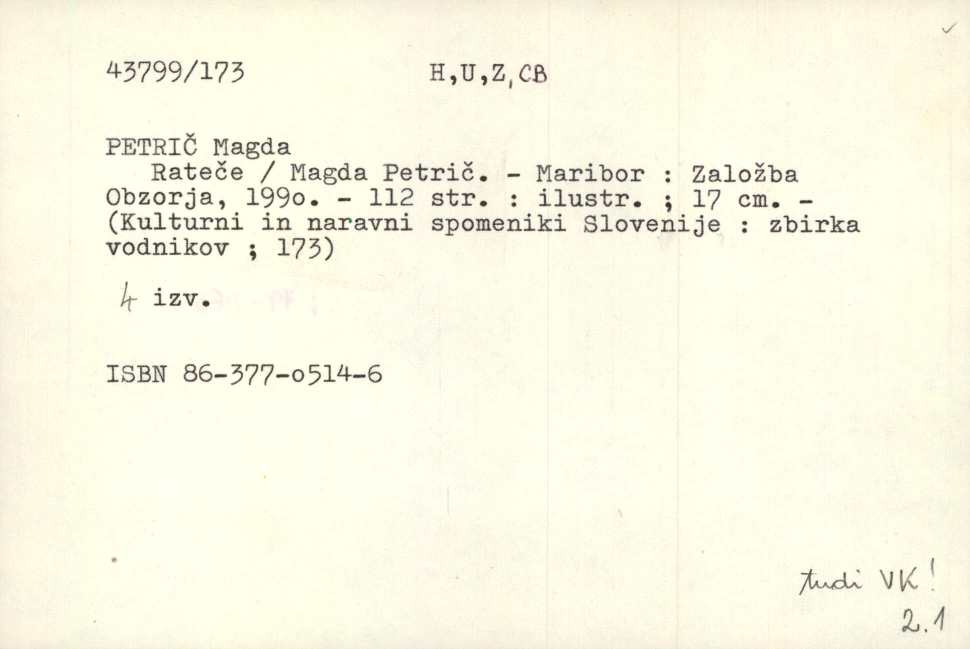 43799/173 H,U,Z,CB
PETRIČ Magda
Rateče / Magda Petrič. - Maribor : Založba
Obzorja, 199o. - 112 str. : ilustr. ; 17 cm. -
(Kulturni in naravni spomeniki Slovenije : zbirka
vodnikov ; 173)
4 izv.
ISBN 86-377-o514-6
tudi VK!
2.1